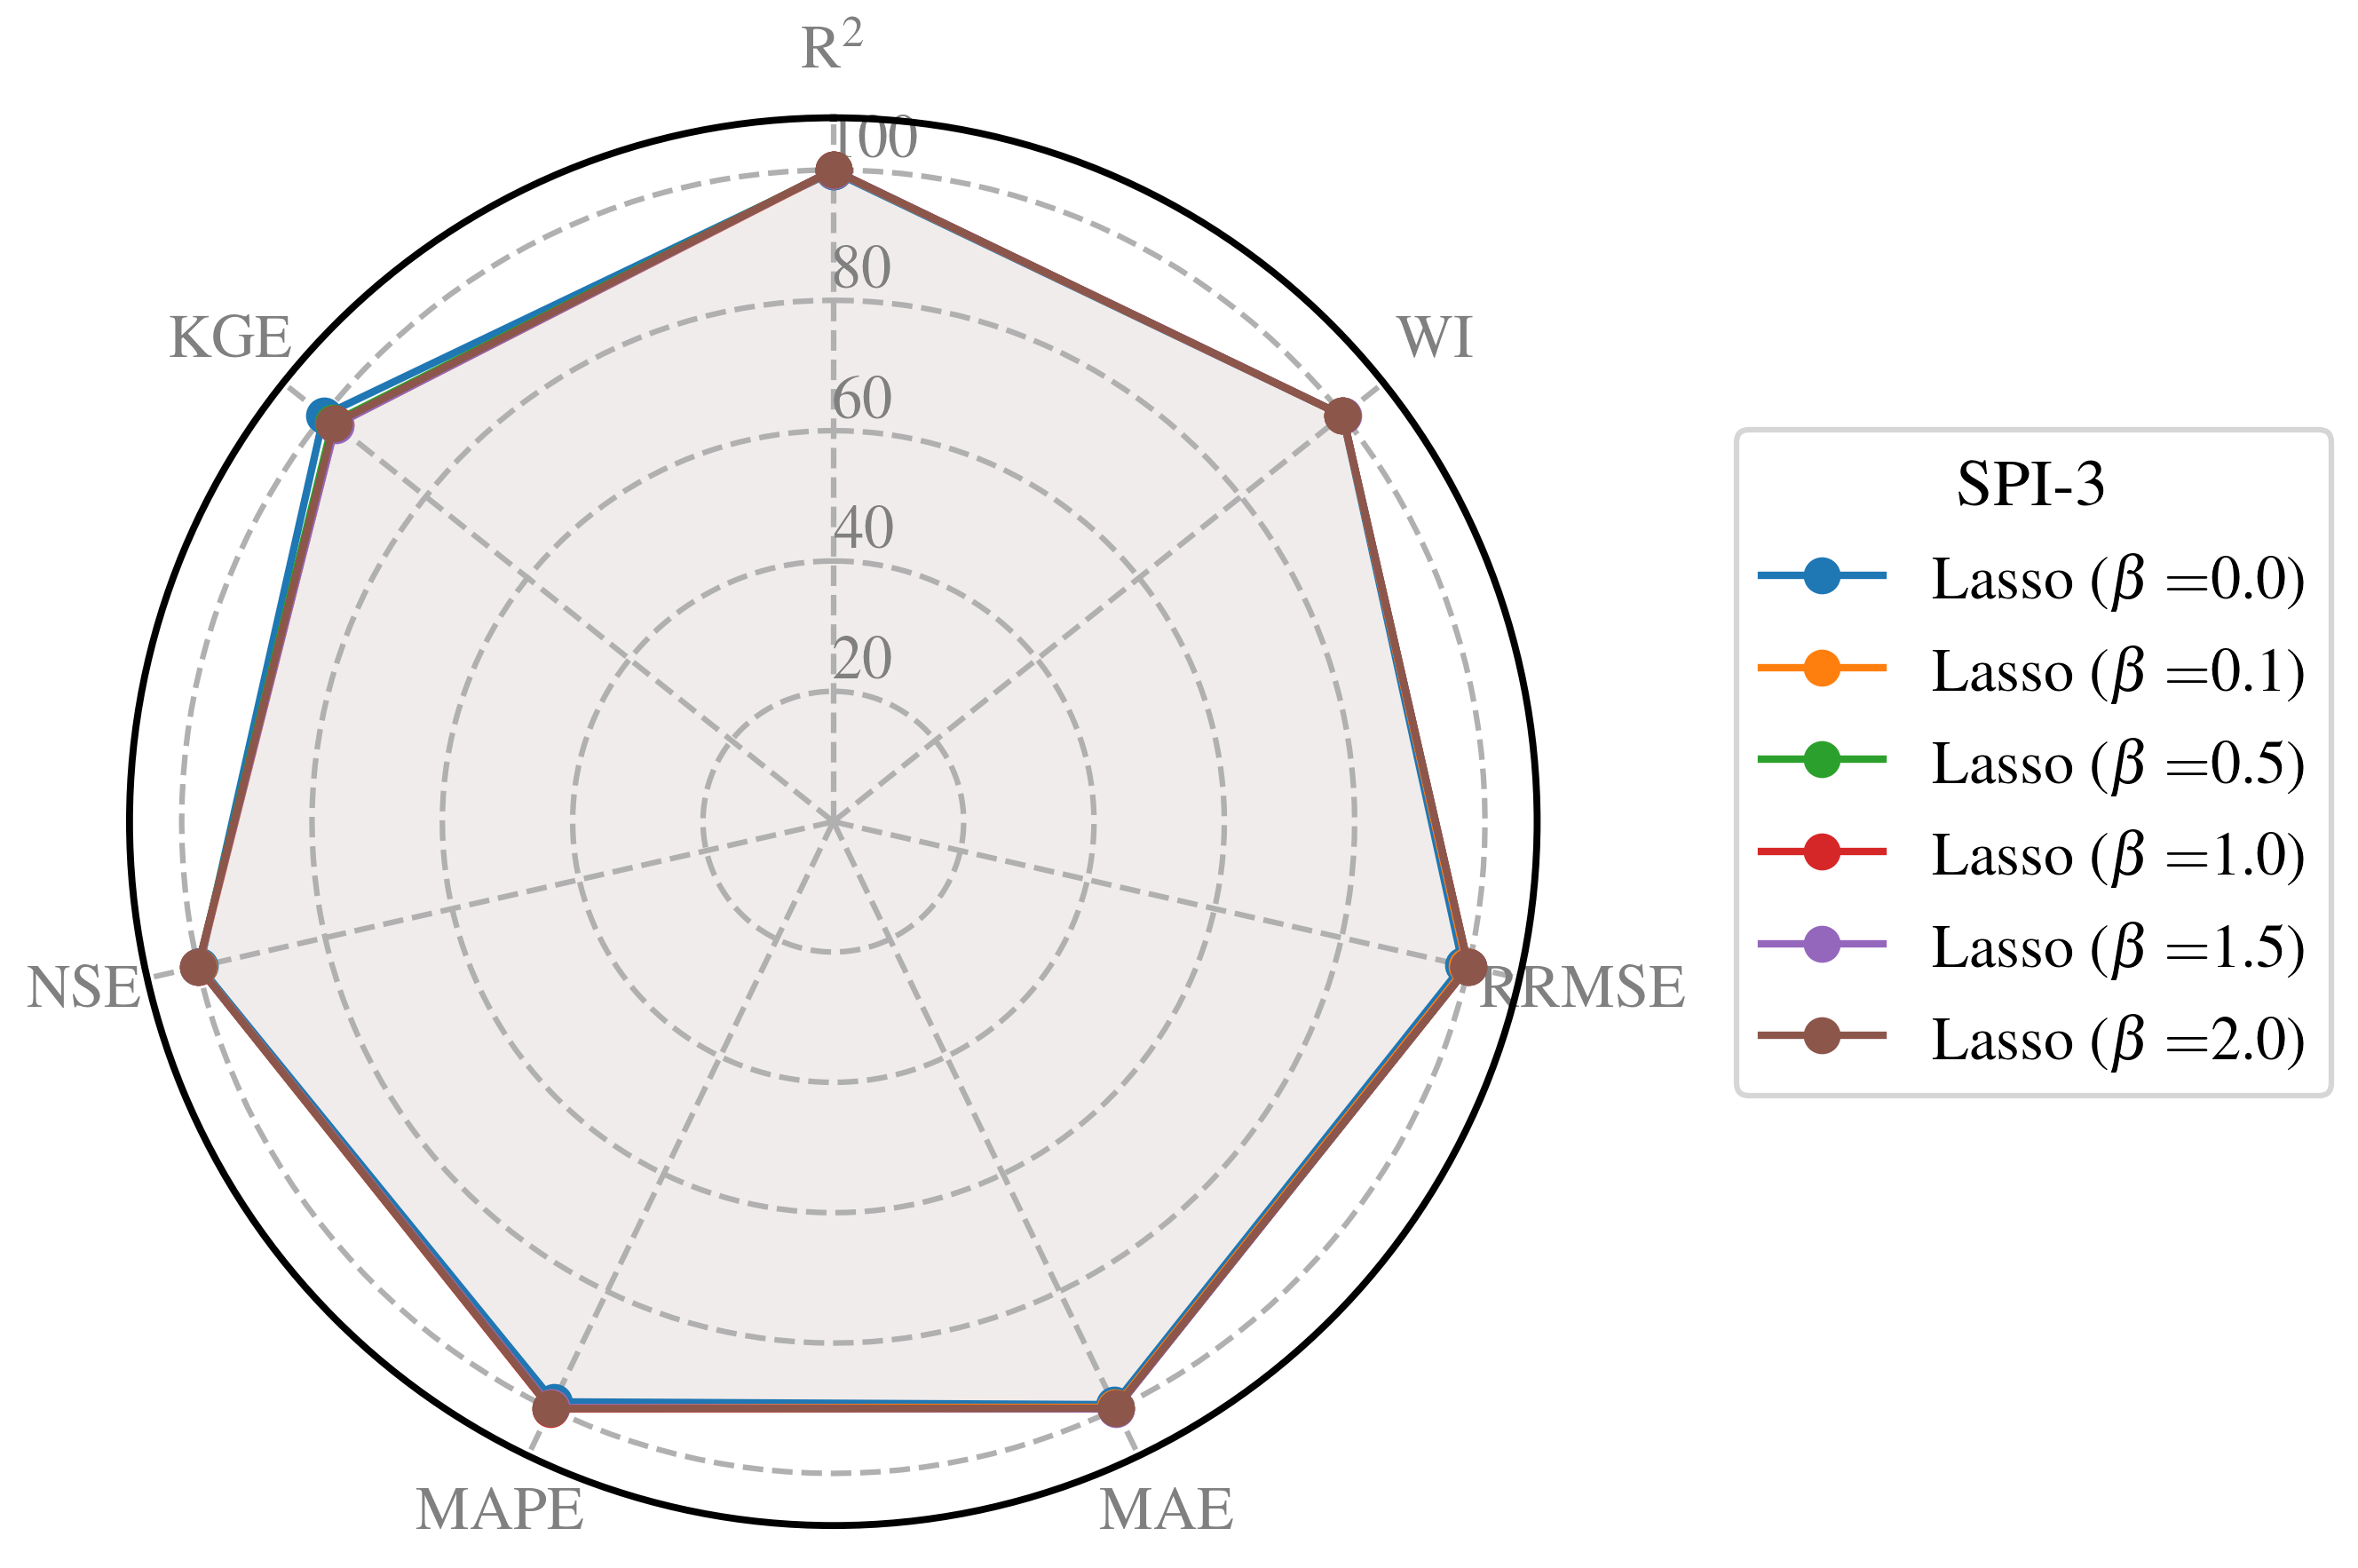 R²
100
80
60
40
20
KGE
WI
NSE
RRMSE
MAPE
MAE
SPI-3
Lasso (β =0.0)
Lasso (β =0.1)
Lasso (β =0.5)
Lasso (β =1.0)
Lasso (β =1.5)
Lasso (β =2.0)